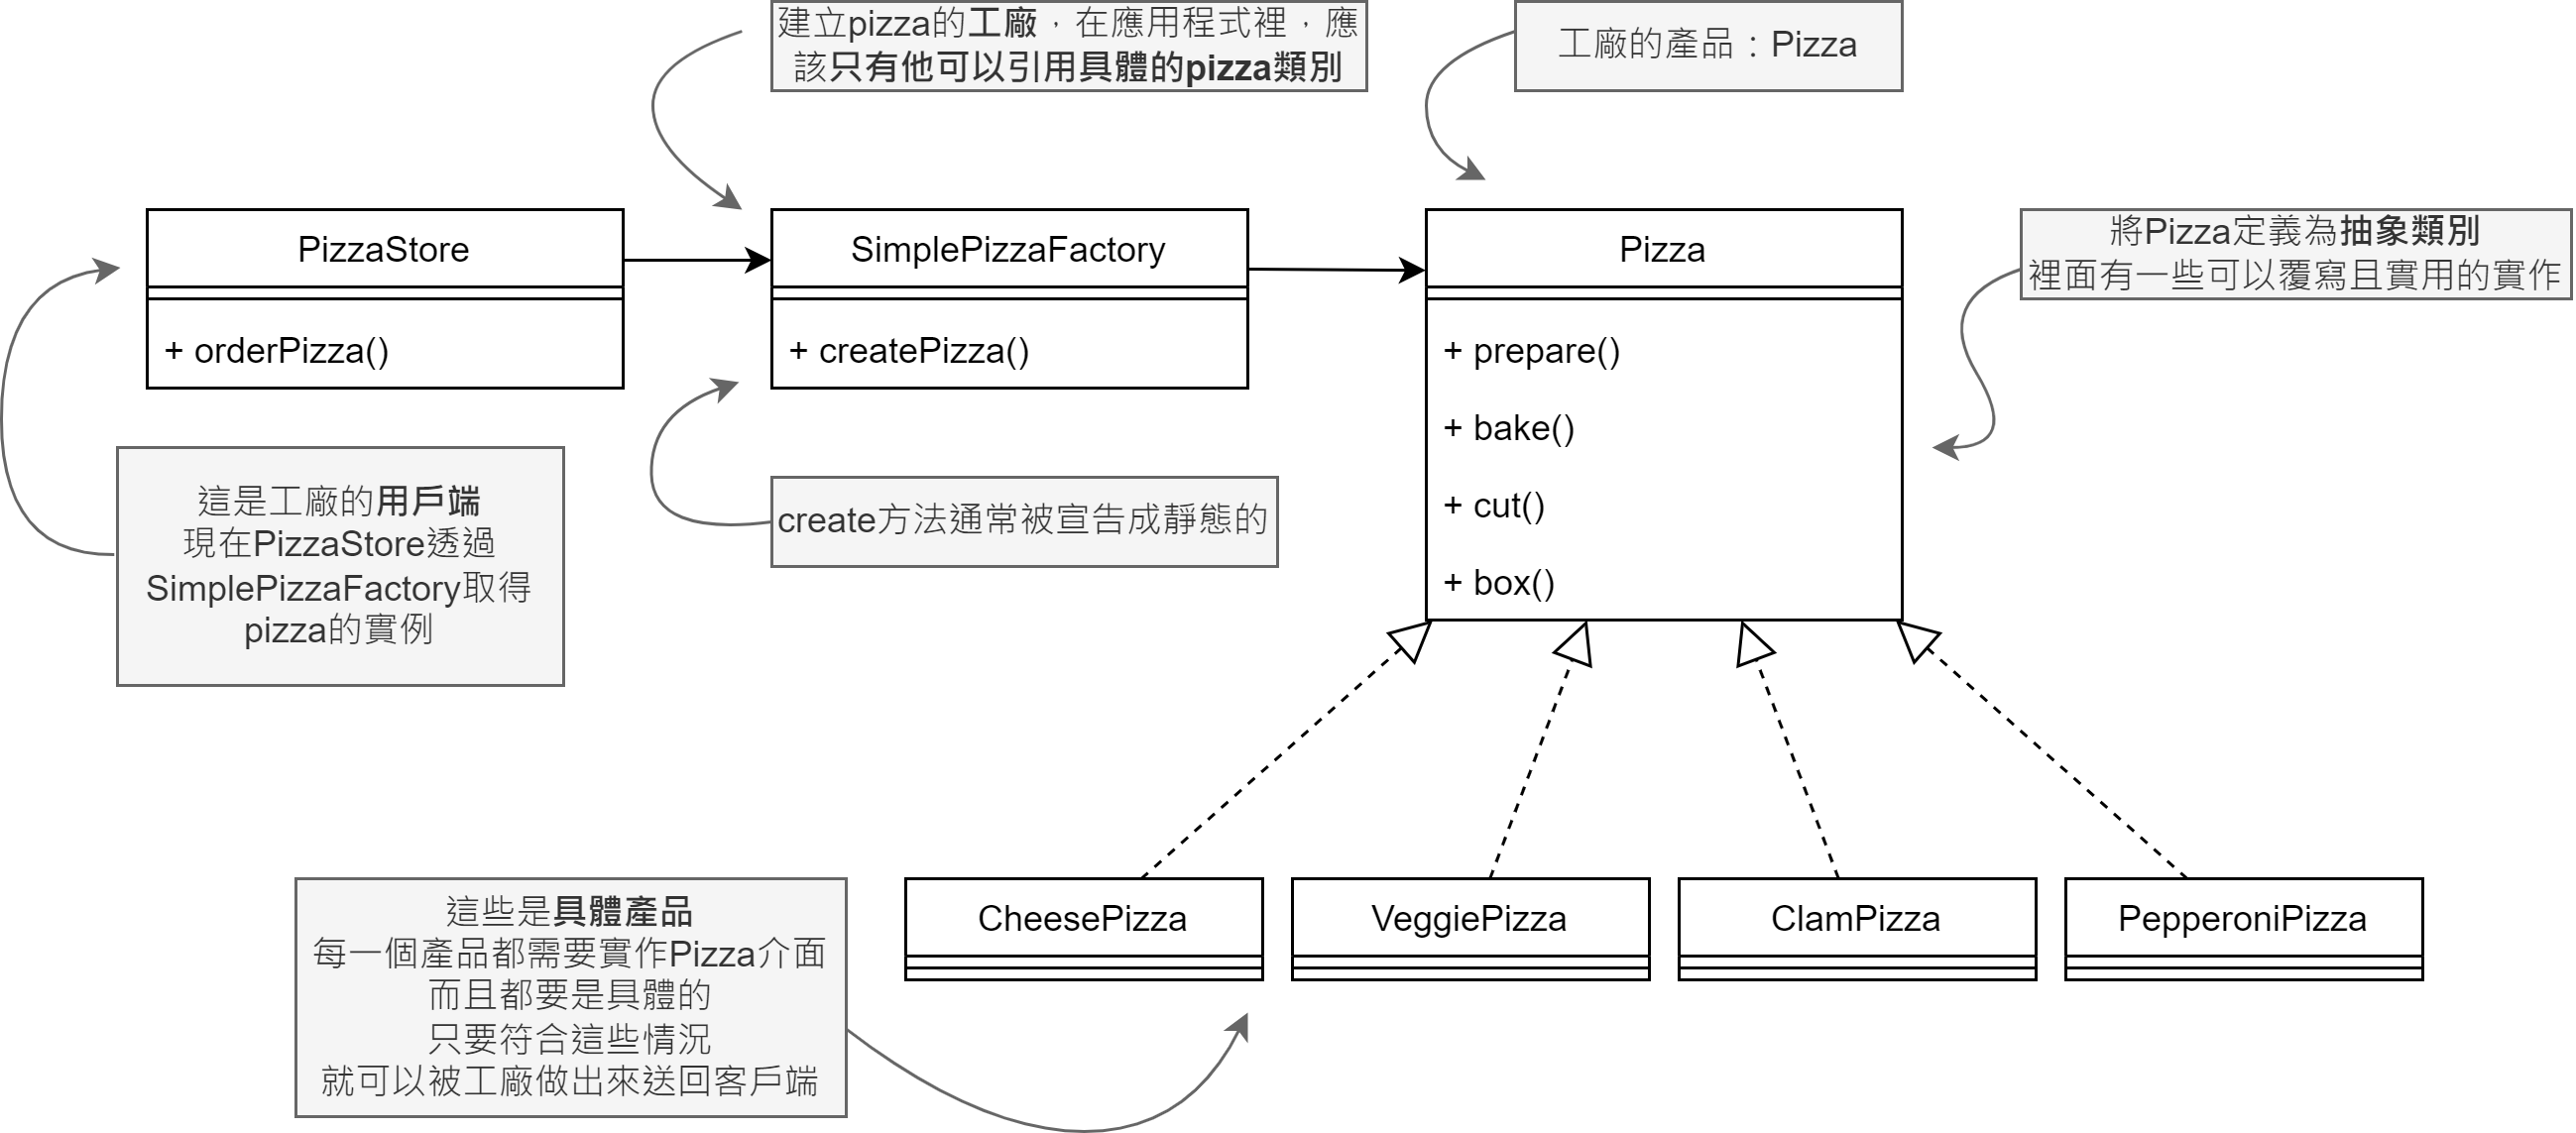 建立pizza的工廠，在應用程式裡，應
該只有他可以引用具體的pizza類別
工廠的產品：Pizza
PizzaStore
+ orderPizza()
SimplePizzaFactory
+ createPizza()
Pizza
+ prepare()
+ bake()
+ cut()
+ box()
將Pizza定義為抽象類別
裡面有一些可以覆寫且實用的實作
這是工廠的用戶端
現在PizzaStore透過
SimplePizzaFactory取得
pizza的實例
create方法通常被宣告成靜態的
這些是具體產品
每一個產品都需要實作Pizza介面
而且都要是具體的
只要符合這些情況
就可以被工廠做出來送回客戶端
CheesePizza
VeggiePizza
ClamPizza
PepperoniPizza